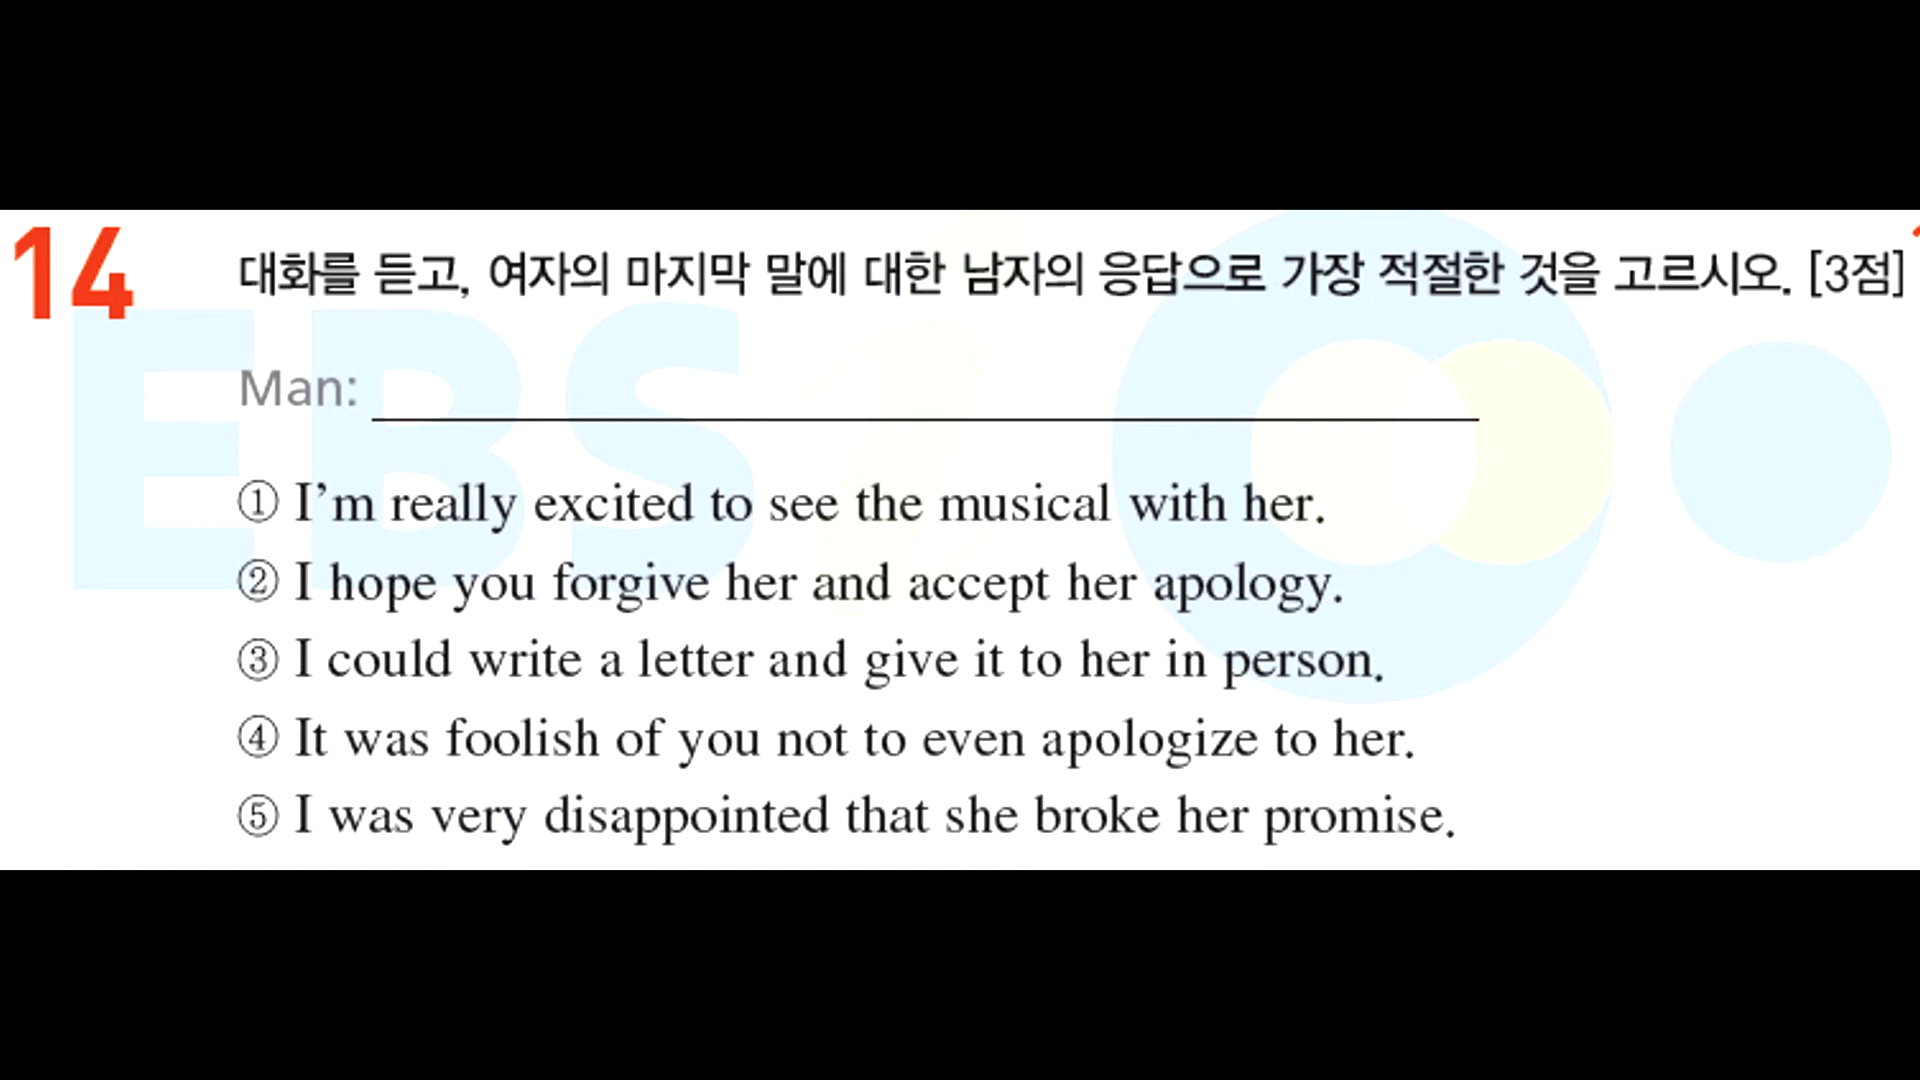 14 대화를 듣고, 여자의 마지막 말에 대한 남자의 응답으로 가장 적절한 것을 고르시오. [3점]
Man:
① I'm really excited to see the musical with her.
② I hope you forgive her and accept her apology.
③ I could write a letter and give it to her in person.
④ It was foolish of you not to even apologize to her.
⑤ I was very disappointed that she broke her promise.
EBSi